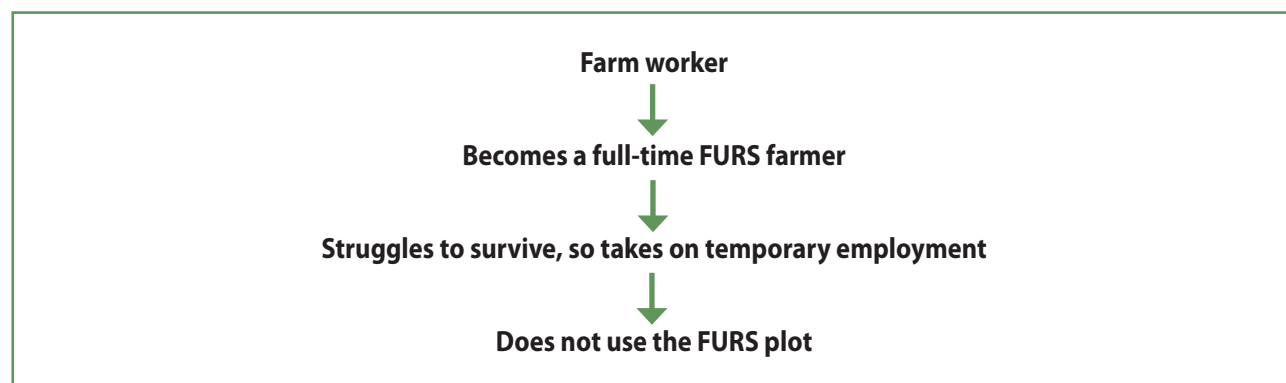 Farm worker
Becomes a full-time FURS farmer
Struggles to survive, so takes on temporary employment
Does not use the FURS plot